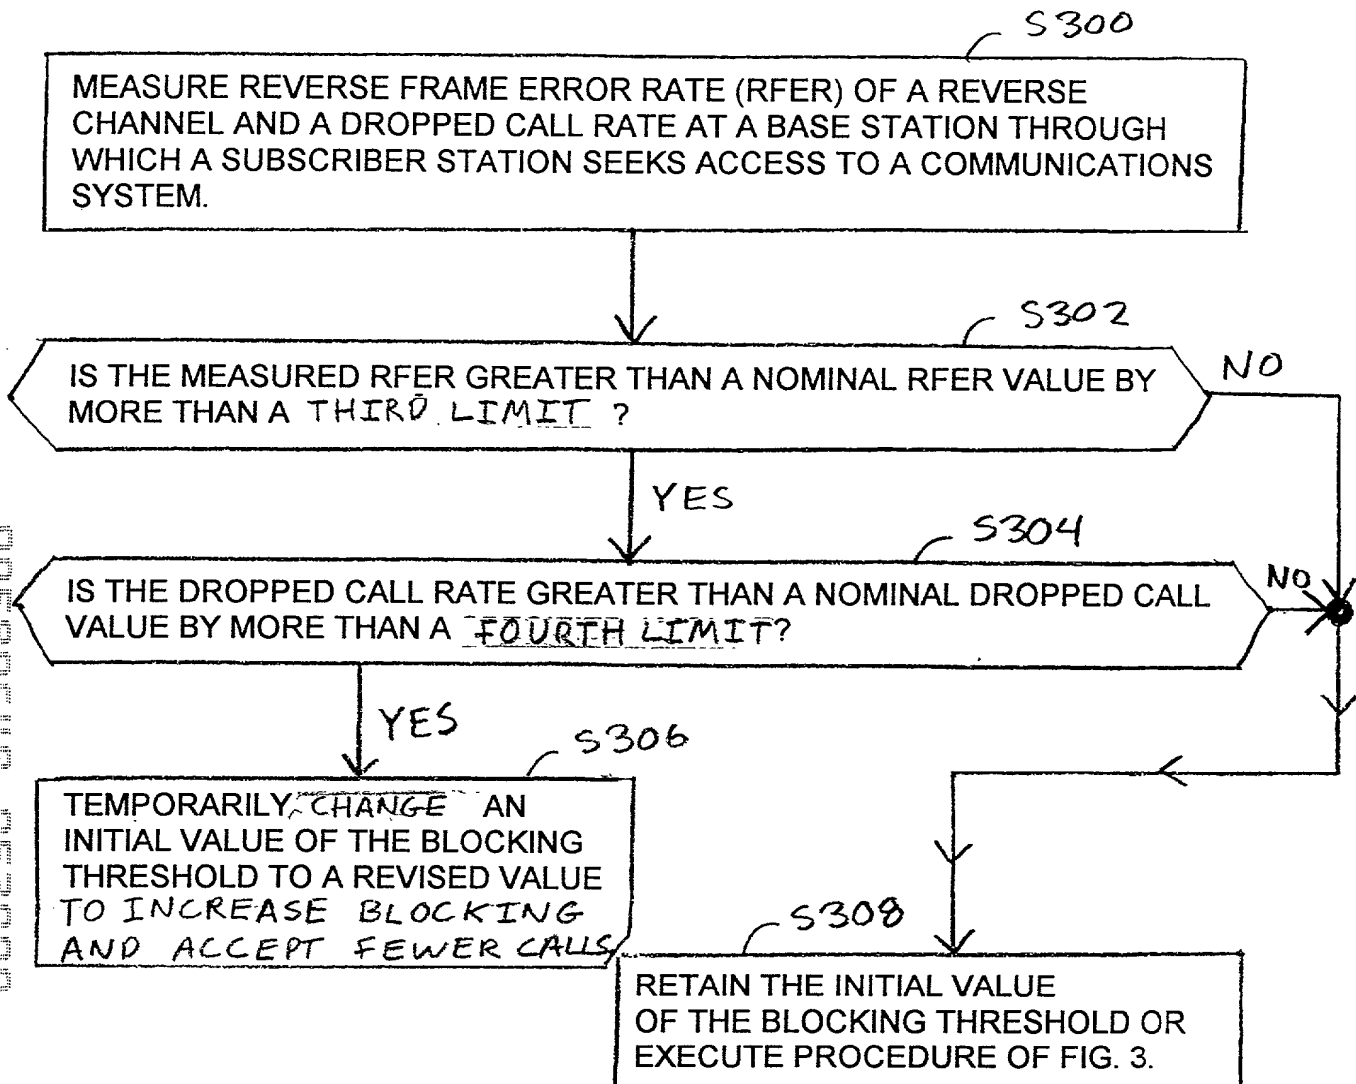 S300
MEASURE REVERSE FRAME ERROR RATE (RFER) OF A REVERSE
CHANNEL AND A DROPPED CALL RATE AT A BASE STATION THROUGH
WHICH A SUBSCRIBER STATION SEEKS ACCESS TO A COMMUNICATIONS
SYSTEM.
S302
IS THE MEASURED RFER GREATER THAN A NOMINAL RFER VALUE BY
MORE THAN A THIRD LIMIT ?
NO
YES
S304
IS THE DROPPED CALL RATE GREATER THAN A NOMINAL DROPPED CALL
VALUE BY MORE THAN A FOURTH LIMIT?
NO
YES
S306
TEMPORARILY CHANGE AN
INITIAL VALUE OF THE BLOCKING
THRESHOLD TO A REVISED VALUE
TO INCREASE BLOCKING
AND ACCEPT FEWER CALLS
S308
RETAIN THE INITIAL VALUE
OF THE BLOCKING THRESHOLD OR
EXECUTE PROCEDURE OF FIG. 3.